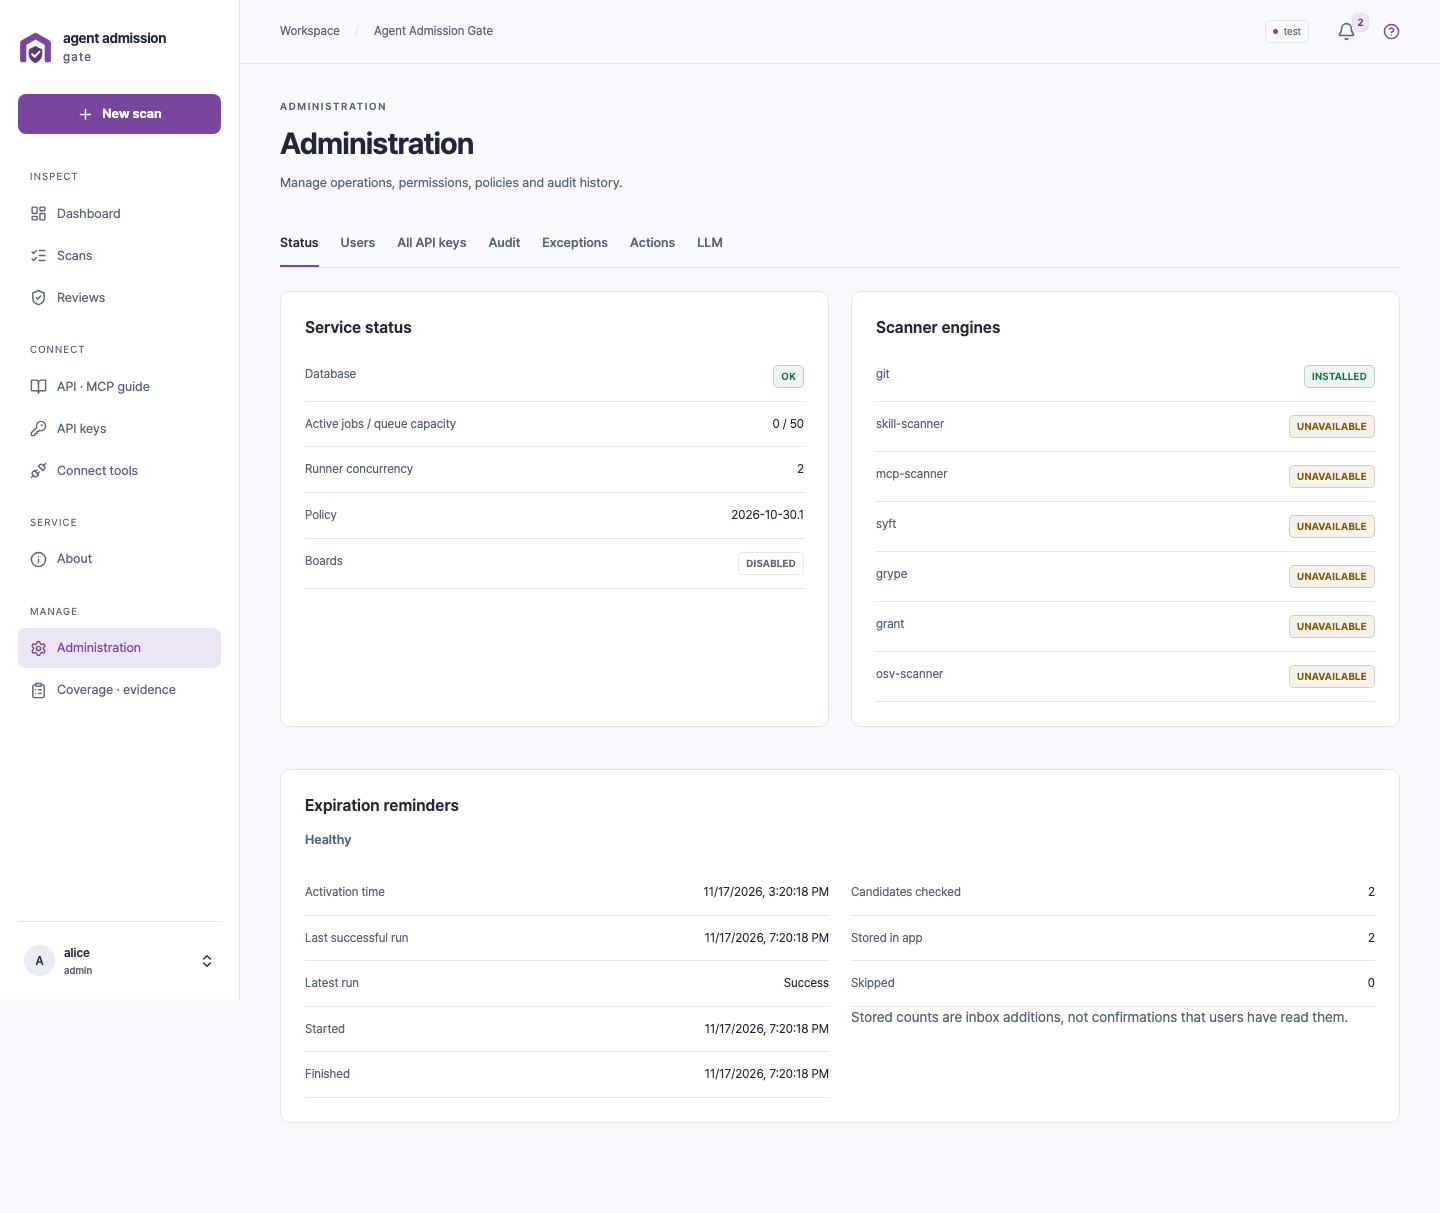 agent admission
gate
New scan
INSPECT
Dashboard
Scans
Reviews
CONNECT
API · MCP guide
API keys
Connect tools
SERVICE
About
MANAGE
Administration
Coverage · evidence
A
alice
admin
Workspace / Agent Admission Gate
test
2
ADMINISTRATION
Administration
Manage operations, permissions, policies and audit history.
Status Users All API keys Audit Exceptions Actions LLM
Service status
Database OK
Active jobs / queue capacity 0 / 50
Runner concurrency 2
Policy 2026-10-30.1
Boards DISABLED
Scanner engines
git INSTALLED
skill-scanner UNAVAILABLE
mcp-scanner UNAVAILABLE
syft UNAVAILABLE
grype UNAVAILABLE
grant UNAVAILABLE
osv-scanner UNAVAILABLE
Expiration reminders
Healthy
Activation time 11/17/2026, 3:20:18 PM
Last successful run 11/17/2026, 7:20:18 PM
Latest run Success
Started 11/17/2026, 7:20:18 PM
Finished 11/17/2026, 7:20:18 PM
Candidates checked 2
Stored in app 2
Skipped 0
Stored counts are inbox additions, not confirmations that users have read them.